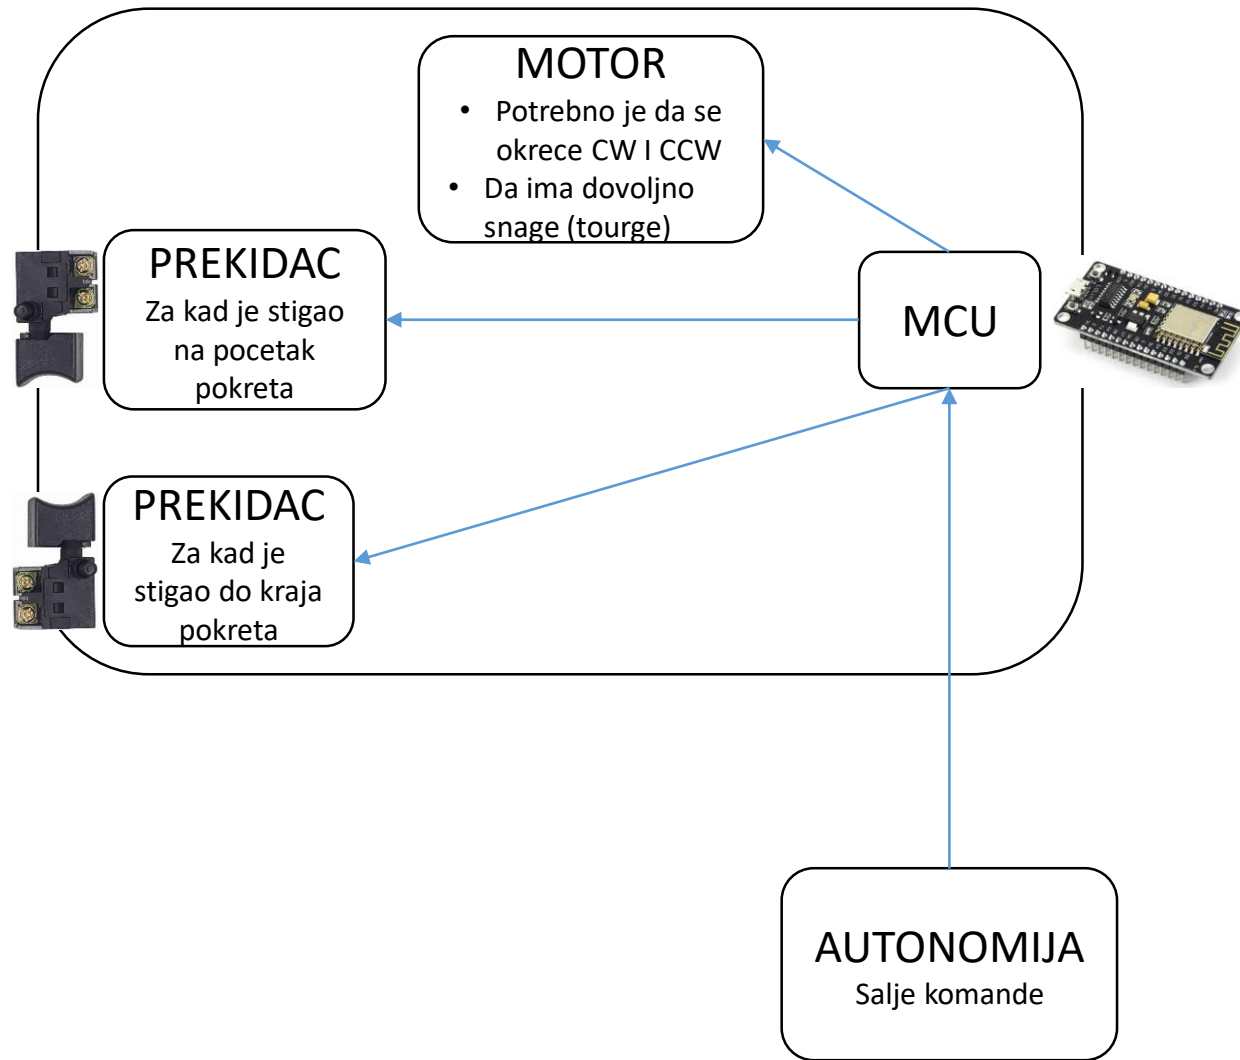 MOTOR
• Potrebno je da se
okrece CW I CCW
• Da ima dovoljno
snage (tourge)
PREKIDAC
Za kad je stigao
na pocetak
pokreta
MCU
PREKIDAC
Za kad je
stigao do kraja
pokreta
AUTONOMIJA
Salje komande